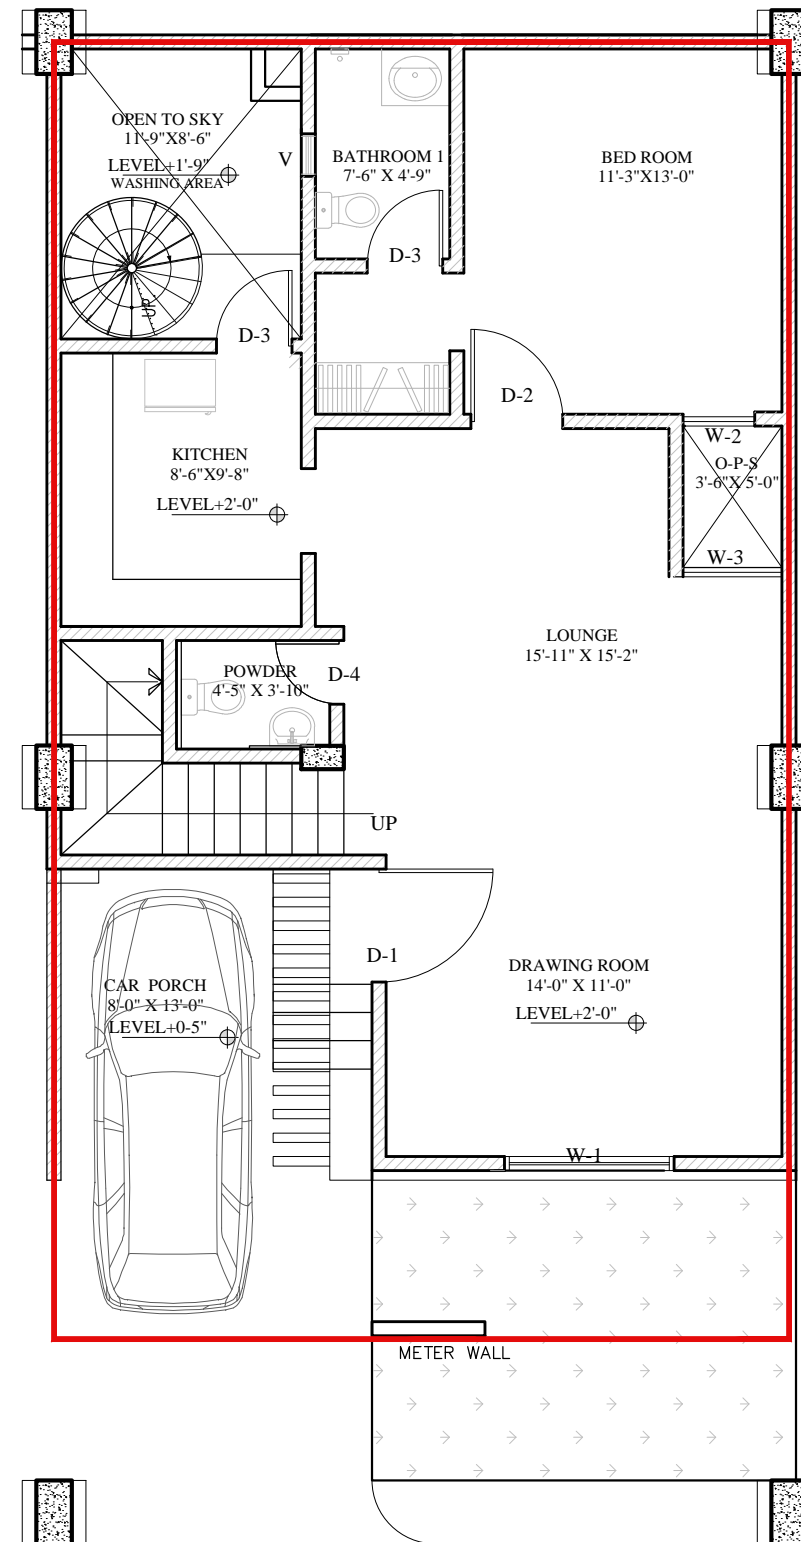 OPEN TO SKY
11'-9"X8'-6"
LEVEL+1'-9"
WASHING AREA
V
BATHROOM 1
7'-6" X 4'-9"
BED ROOM
11'-3"X13'-0"
D-3
UP
D-3
D-2
W-2
O-P-S
3'-6"X 5'-0"
W-3
KITCHEN
8'-6"X9'-8"
LEVEL+2'-0"
LOUNGE
15'-11" X 15'-2"
POWDER
4'-5" X 3'-10"
D-4
UP
D-1
DRAWING ROOM
14'-0" X 11'-0"
LEVEL+2'-0"
CAR PORCH
8'-0" X 13'-0"
LEVEL+0-5"
W-1
METER WALL